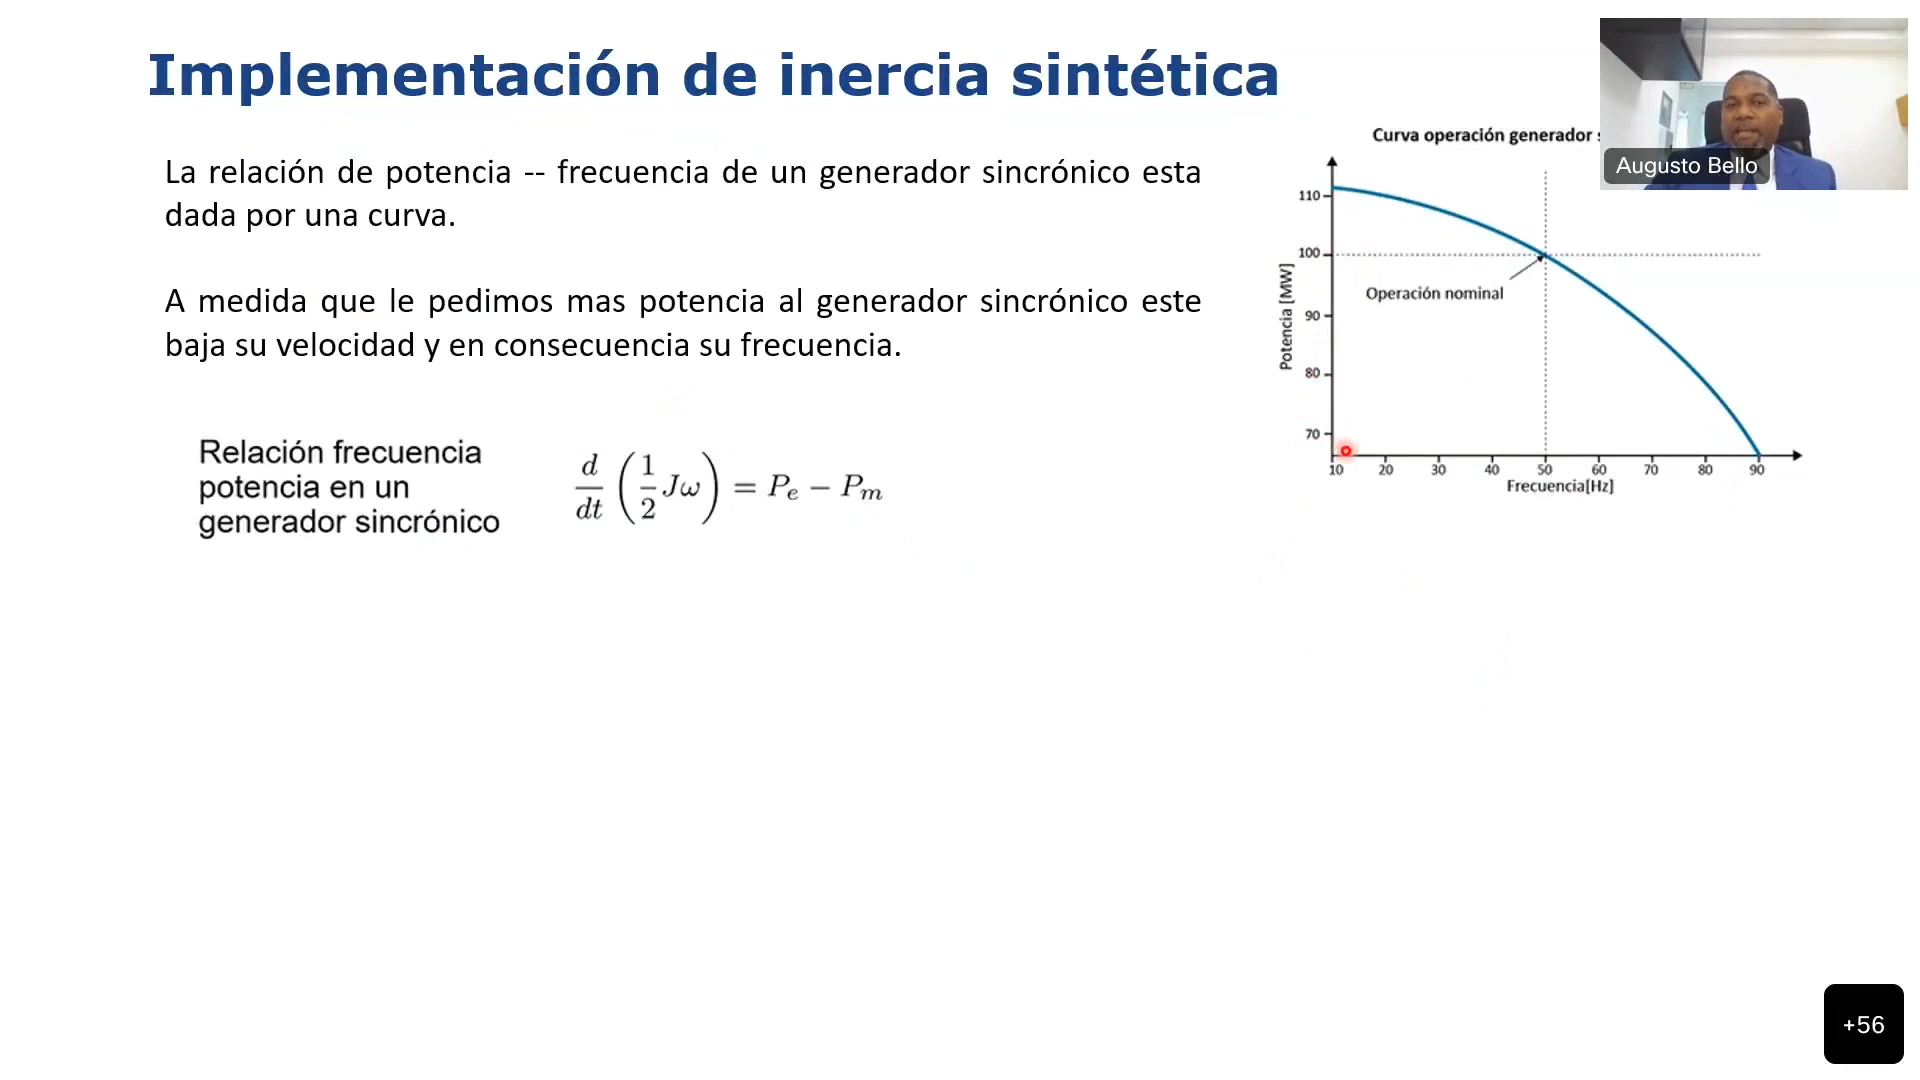 Implementación de inercia sintética
La relación de potencia -- frecuencia de un generador sincrónico esta
dada por una curva.
A medida que le pedimos mas potencia al generador sincrónico este
baja su velocidad y en consecuencia su frecuencia.
Relación frecuencia
potencia en un
generador sincrónico
d/dt (1/2 Jω) = Pe − Pm
Curva operación generador
Augusto Bello
110
100
90
80
70
Potencia [MW]
Operación nominal
10 20 30 40 50 60 70 80 90
Frecuencia[Hz]
+56